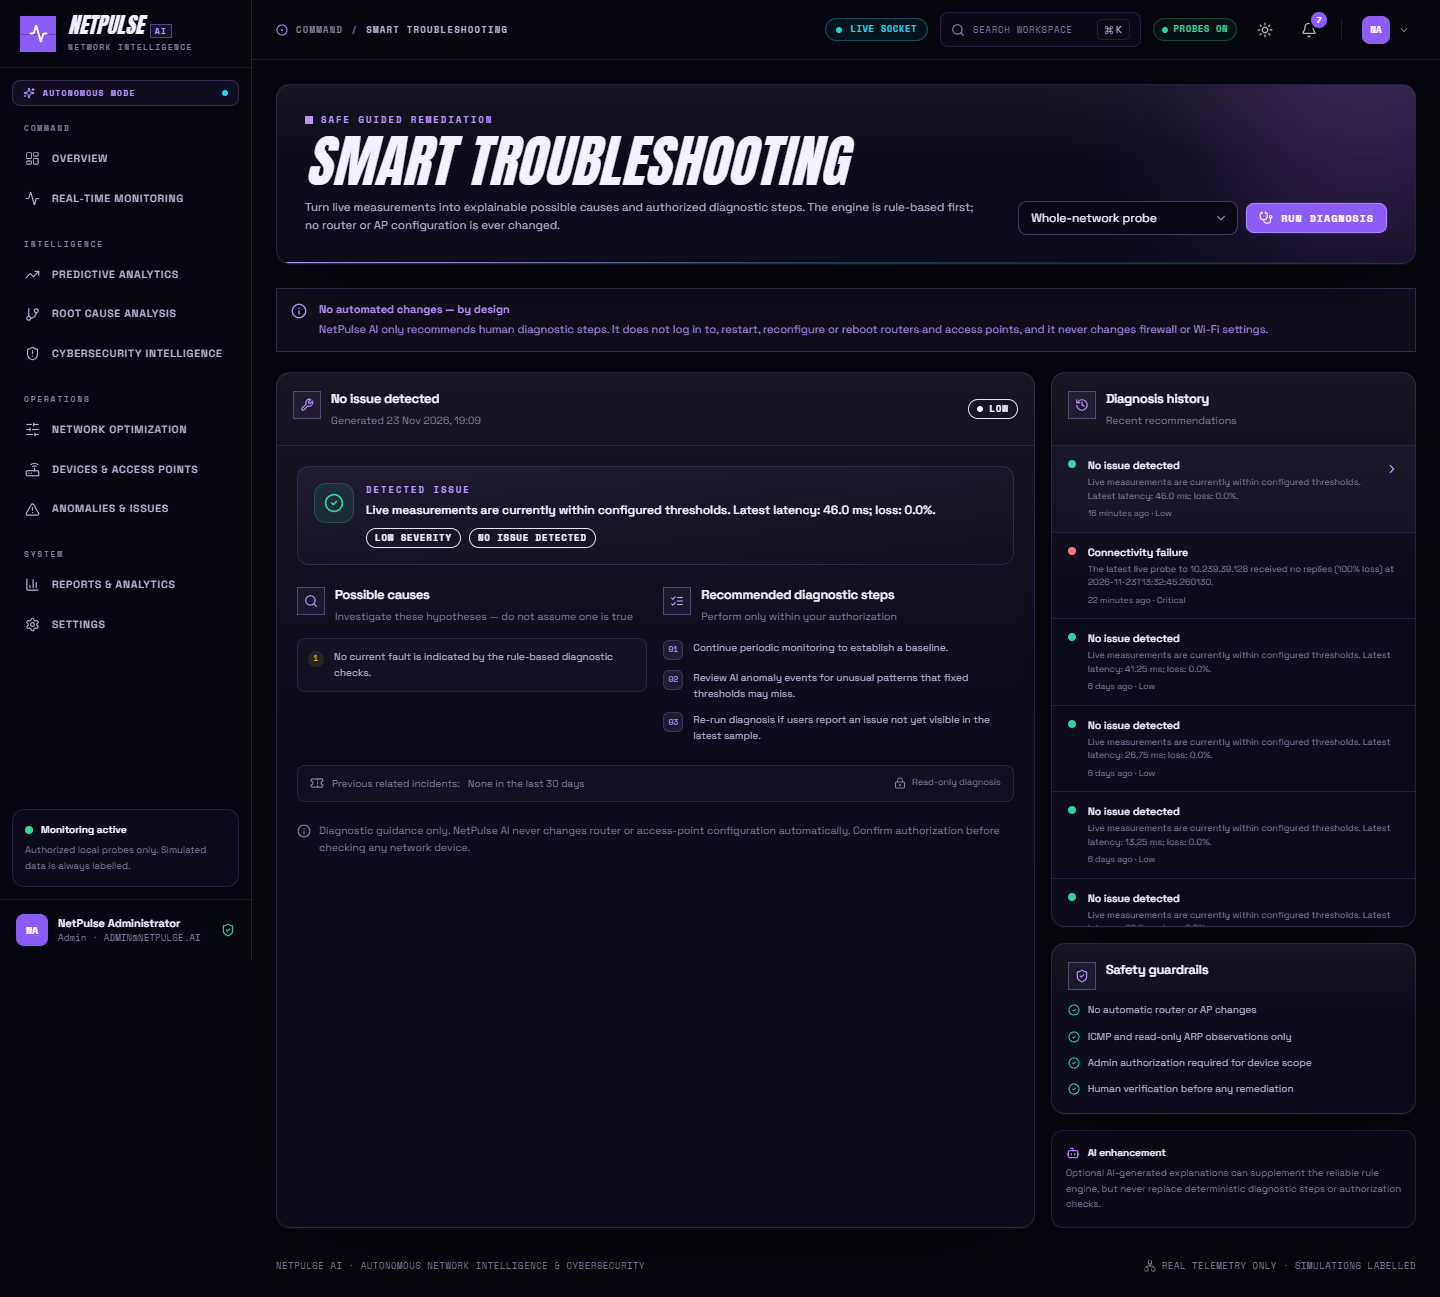 NETPULSE AI
NETWORK INTELLIGENCE
AUTONOMOUS MODE
COMMAND
OVERVIEW
REAL-TIME MONITORING
INTELLIGENCE
PREDICTIVE ANALYTICS
ROOT CAUSE ANALYSIS
CYBERSECURITY INTELLIGENCE
OPERATIONS
NETWORK OPTIMIZATION
DEVICES & ACCESS POINTS
ANOMALIES & ISSUES
SYSTEM
REPORTS & ANALYTICS
SETTINGS
Monitoring active
Authorized local probes only. Simulated
data is always labelled.
NA
NetPulse Administrator
Admin · ADMIN@NETPULSE.AI
COMMAND / SMART TROUBLESHOOTING
LIVE SOCKET
SEARCH WORKSPACE
⌘K
PROBES ON
7
NA
SAFE GUIDED REMEDIATION
SMART TROUBLESHOOTING
Turn live measurements into explainable possible causes and authorized diagnostic steps. The engine is rule-based first;
no router or AP configuration is ever changed.
Whole-network probe
RUN DIAGNOSIS
No automated changes — by design
NetPulse AI only recommends human diagnostic steps. It does not log in to, restart, reconfigure or reboot routers and access points, and it never changes firewall or Wi-Fi settings.
No issue detected
Generated 23 Nov 2026, 19:09
LOW
DETECTED ISSUE
Live measurements are currently within configured thresholds. Latest latency: 46.0 ms; loss: 0.0%.
LOW SEVERITY
NO ISSUE DETECTED
Possible causes
Investigate these hypotheses — do not assume one is true
1
No current fault is indicated by the rule-based diagnostic
checks.
Recommended diagnostic steps
Perform only within your authorization
01 Continue periodic monitoring to establish a baseline.
02 Review AI anomaly events for unusual patterns that fixed
thresholds may miss.
03 Re-run diagnosis if users report an issue not yet visible in the
latest sample.
Previous related incidents: None in the last 30 days
Read-only diagnosis
Diagnostic guidance only. NetPulse AI never changes router or access-point configuration automatically. Confirm authorization before
checking any network device.
Diagnosis history
Recent recommendations
No issue detected
Live measurements are currently within configured thresholds.
Latest latency: 46.0 ms; loss: 0.0%.
16 minutes ago · Low
Connectivity failure
The latest live probe to 10.239.39.128 received no replies (100% loss) at
2026-11-23T13:32:45.260130.
22 minutes ago · Critical
No issue detected
Live measurements are currently within configured thresholds. Latest
latency: 41.25 ms; loss: 0.0%.
6 days ago · Low
No issue detected
Live measurements are currently within configured thresholds. Latest
latency: 26.75 ms; loss: 0.0%.
6 days ago · Low
No issue detected
Live measurements are currently within configured thresholds. Latest
latency: 13.25 ms; loss: 0.0%.
6 days ago · Low
No issue detected
Live measurements are currently within configured thresholds. Latest
Safety guardrails
No automatic router or AP changes
ICMP and read-only ARP observations only
Admin authorization required for device scope
Human verification before any remediation
AI enhancement
Optional AI-generated explanations can supplement the reliable rule
engine, but never replace deterministic diagnostic steps or authorization
checks.
NETPULSE AI · AUTONOMOUS NETWORK INTELLIGENCE & CYBERSECURITY
REAL TELEMETRY ONLY · SIMULATIONS LABELLED